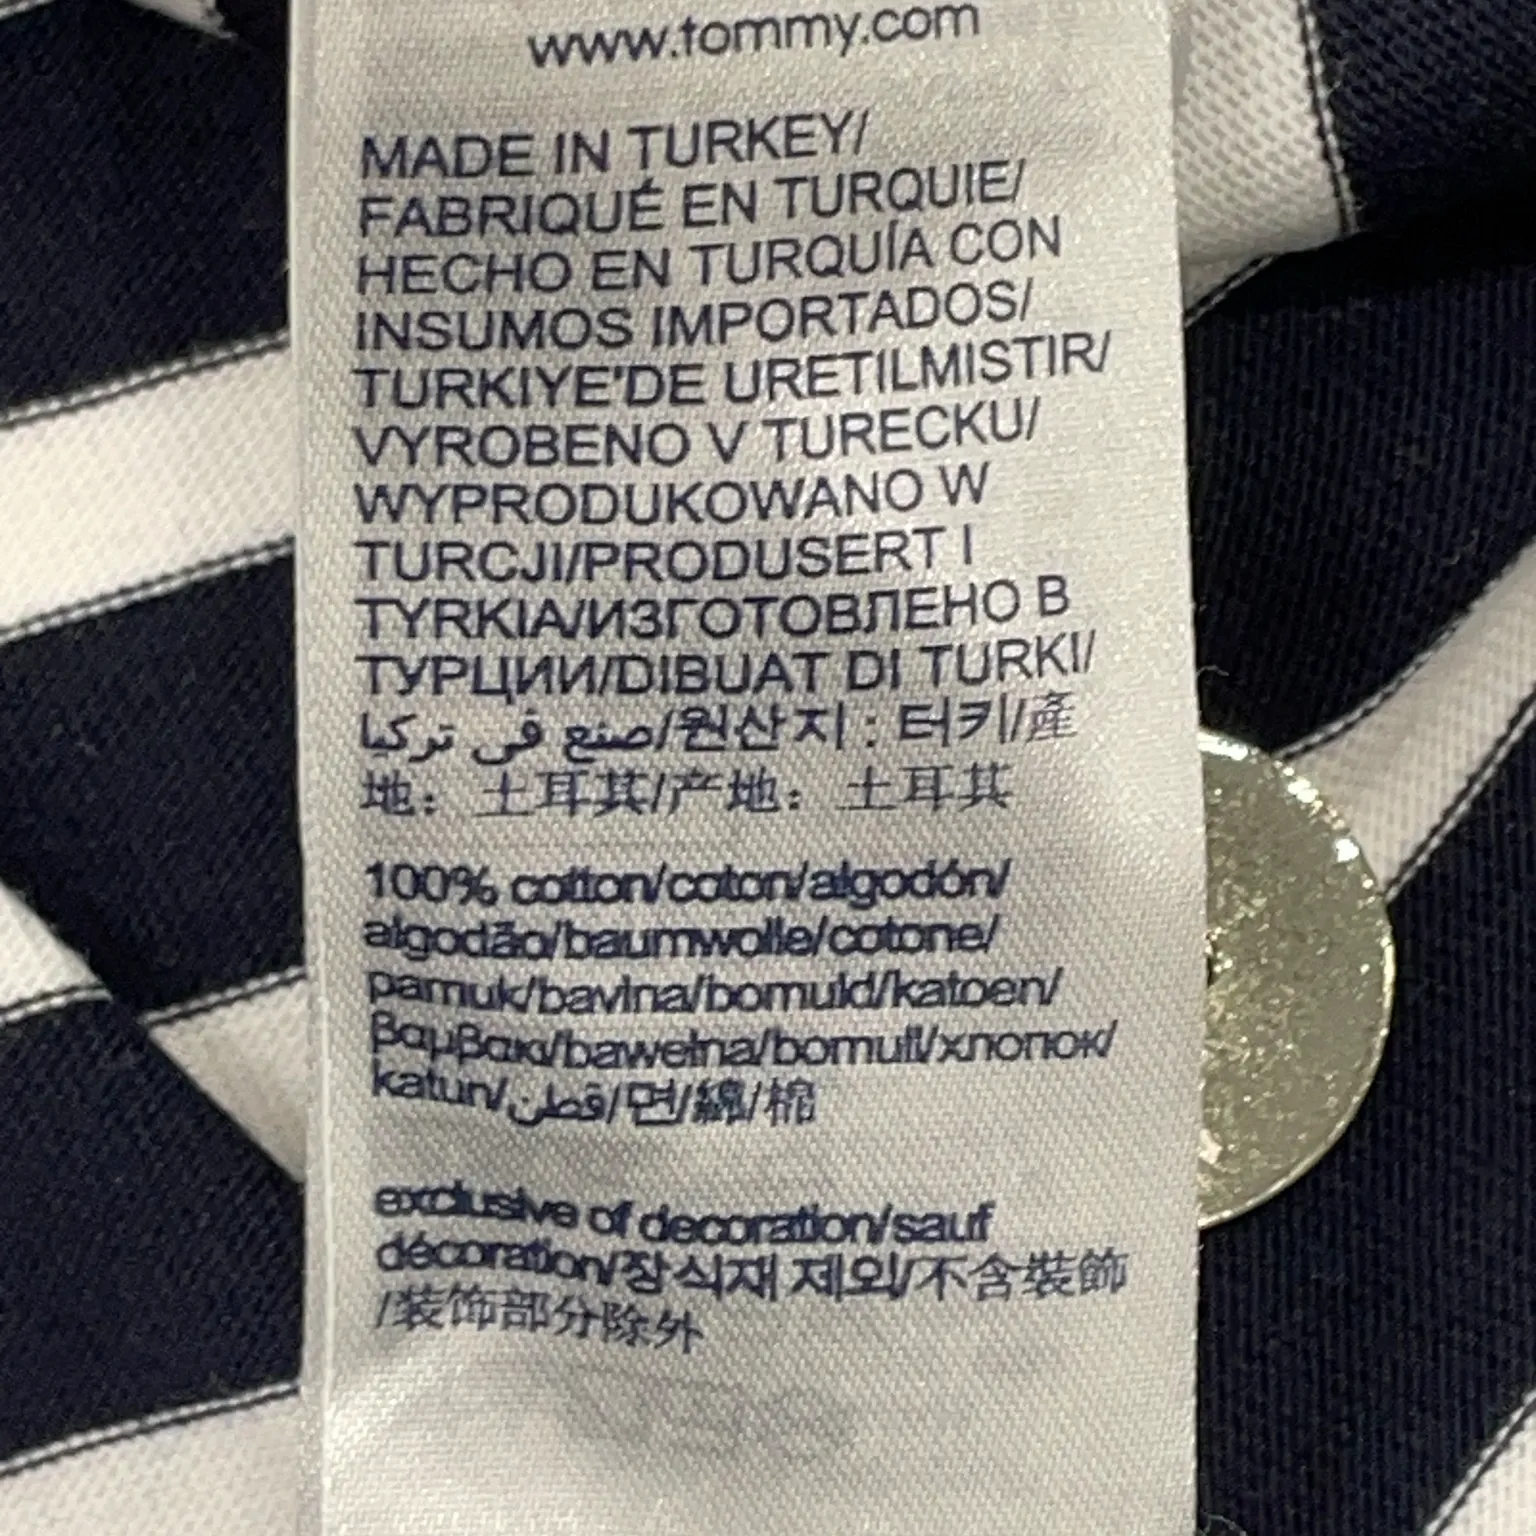 www.tommy.com
MADE IN TURKEY/
FABRIQUÉ EN TURQUIE/
HECHO EN TURQUÍA CON
INSUMOS IMPORTADOS/
TURKIYE'DE URETILMISTIR/
VYROBENO V TURECKU/
WYPRODUKOWANO W
TURCJI/PRODUSERT I
TYRKIA/ИЗГОТОВЛЕНО В
ТУРЦИИ/DIBUAT DI TURKI/
صنع في تركيا/원산지 : 터키/產
地： 土耳其/产地： 土耳其
100% cotton/coton/algodón/
algodão/baumwolle/cotone/
pamuk/bavlna/bomuld/katoen/
βαμβακι/bawełna/bomull/хлопок/
katun/قطن/면/綿/棉
exclusive of decoration/sauf
décoration/장식재 제외/不含裝飾
/装饰部分除外